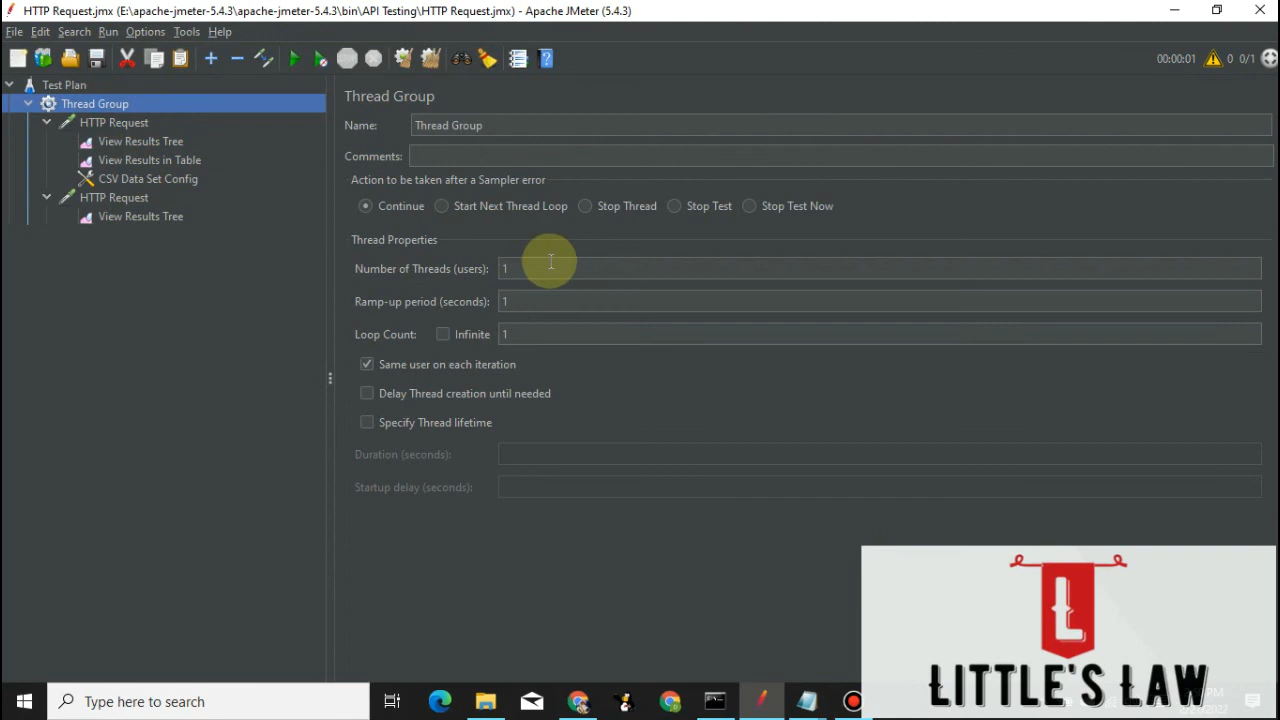 HTTP Request.jmx (E:\apache-jmeter-5.4.3\apache-jmeter-5.4.3\bin\API Testing\HTTP Request.jmx) - Apache JMeter (5.4.3)
File Edit Search Run Options Tools Help
00:00:01 0 0/1
Test Plan
Thread Group
HTTP Request
View Results Tree
View Results in Table
CSV Data Set Config
HTTP Request
View Results Tree
Thread Group
Name: Thread Group
Comments:
Action to be taken after a Sampler error
Continue Start Next Thread Loop Stop Thread Stop Test Stop Test Now
Thread Properties
Number of Threads (users): 1
Ramp-up period (seconds): 1
Loop Count: Infinite 1
Same user on each iteration
Delay Thread creation until needed
Specify Thread lifetime
Duration (seconds):
Startup delay (seconds):
L
LITTLE'S LAW
Type here to search